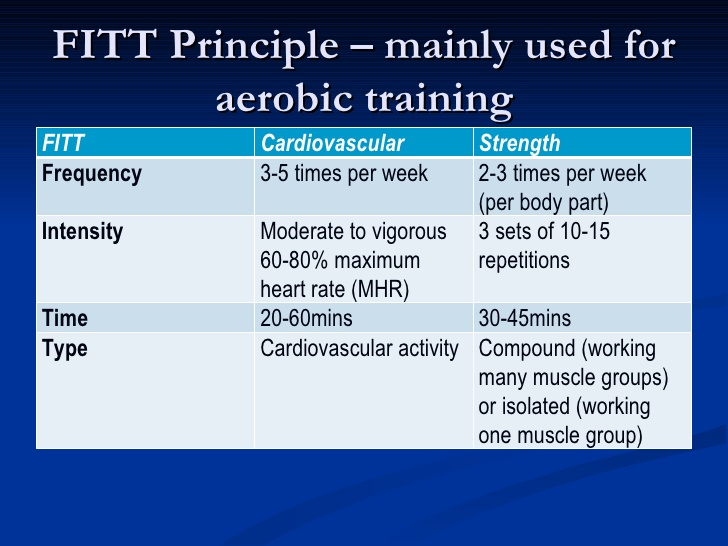 FITT Principle – mainly used for
aerobic training
FITT Cardiovascular Strength
Frequency 3-5 times per week 2-3 times per week
(per body part)
Intensity Moderate to vigorous 3 sets of 10-15
60-80% maximum repetitions
heart rate (MHR)
Time 20-60mins 30-45mins
Type Cardiovascular activity Compound (working
many muscle groups)
or isolated (working
one muscle group)